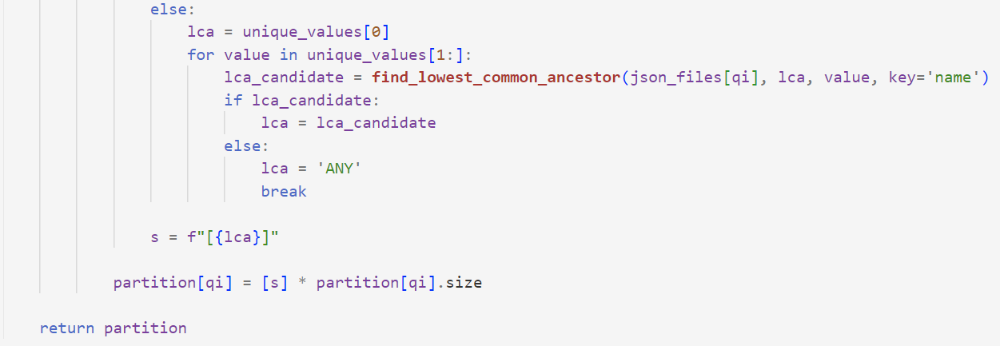 else:
lca = unique_values[0]
for value in unique_values[1:]:
lca_candidate = find_lowest_common_ancestor(json_files[qi], lca, value, key='name')
if lca_candidate:
lca = lca_candidate
else:
lca = 'ANY'
break
s = f"[{lca}]"
partition[qi] = [s] * partition[qi].size
return partition